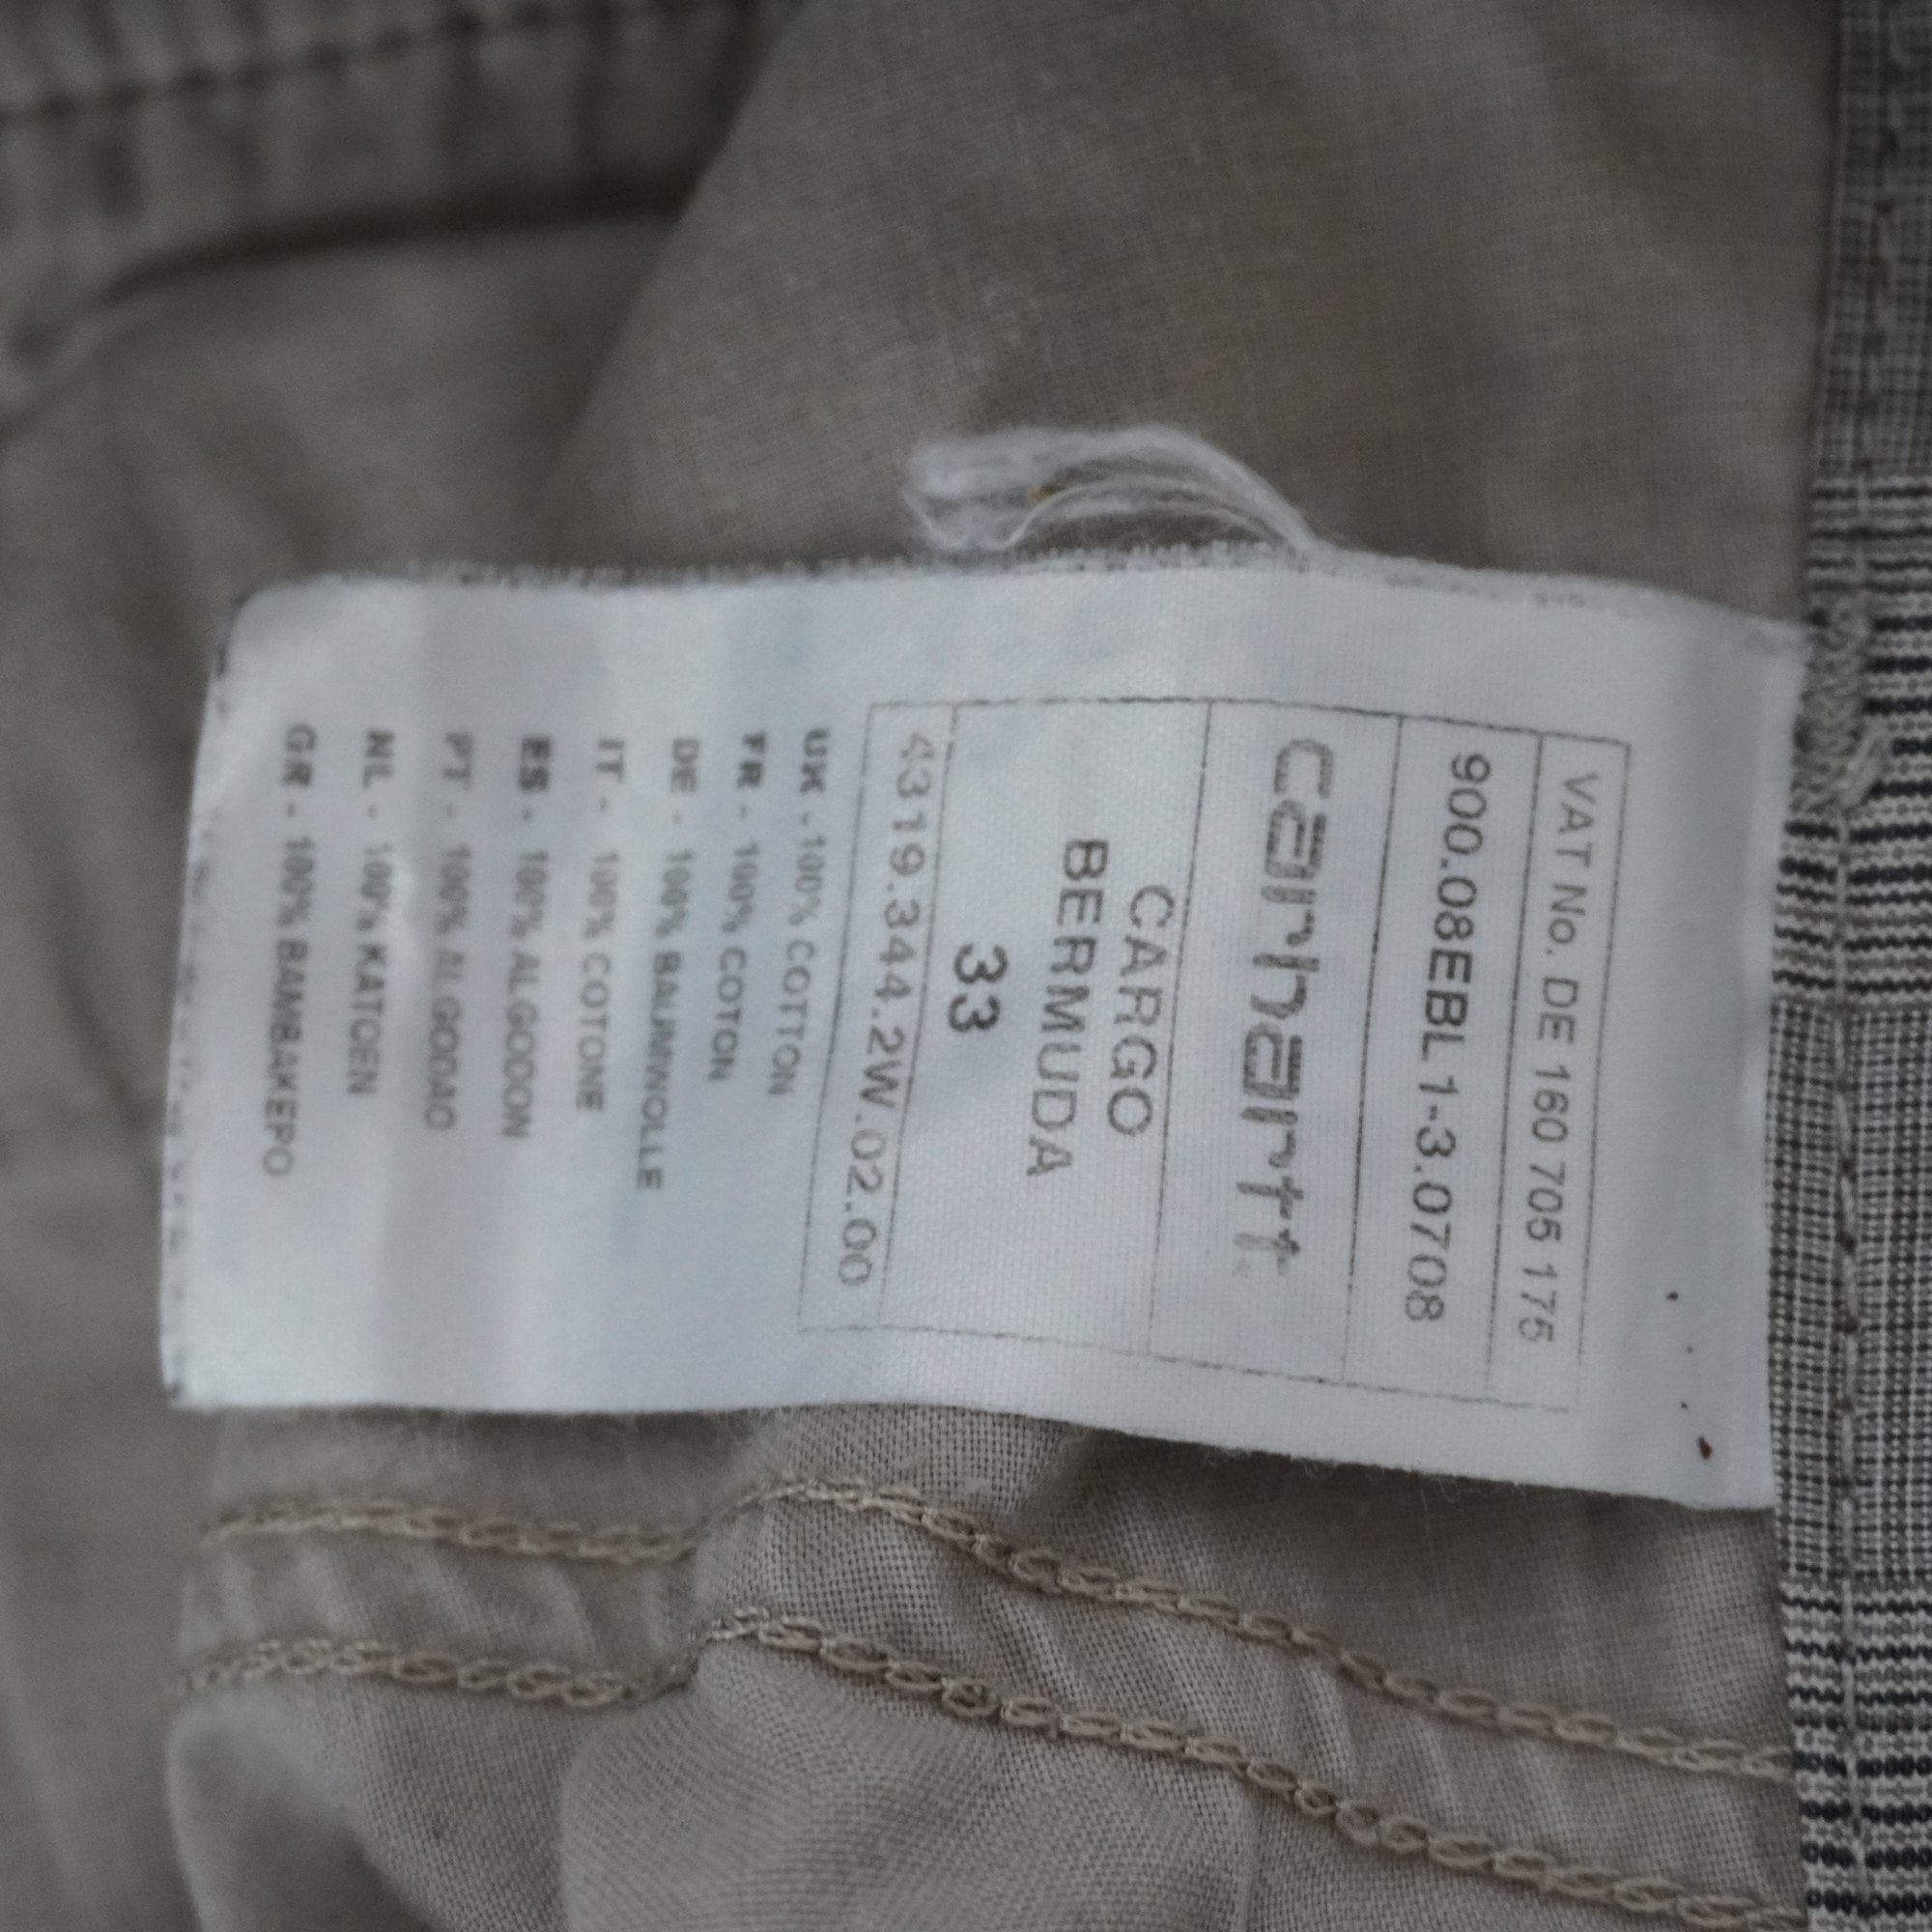 VAT No. DE 160 705 175
900.08EBL1-3.0708
carhartt
CARGO
BERMUDA
33
4319.344.2W.02.00
UK - 100% COTTON
FR - 100% COTON
DE - 100% BAUMWOLLE
IT - 100% COTONE
ES - 100% ALGODON
PT - 100% ALGODAO
NL - 100% KATOEN
GR - 100% BAMBAKEPO